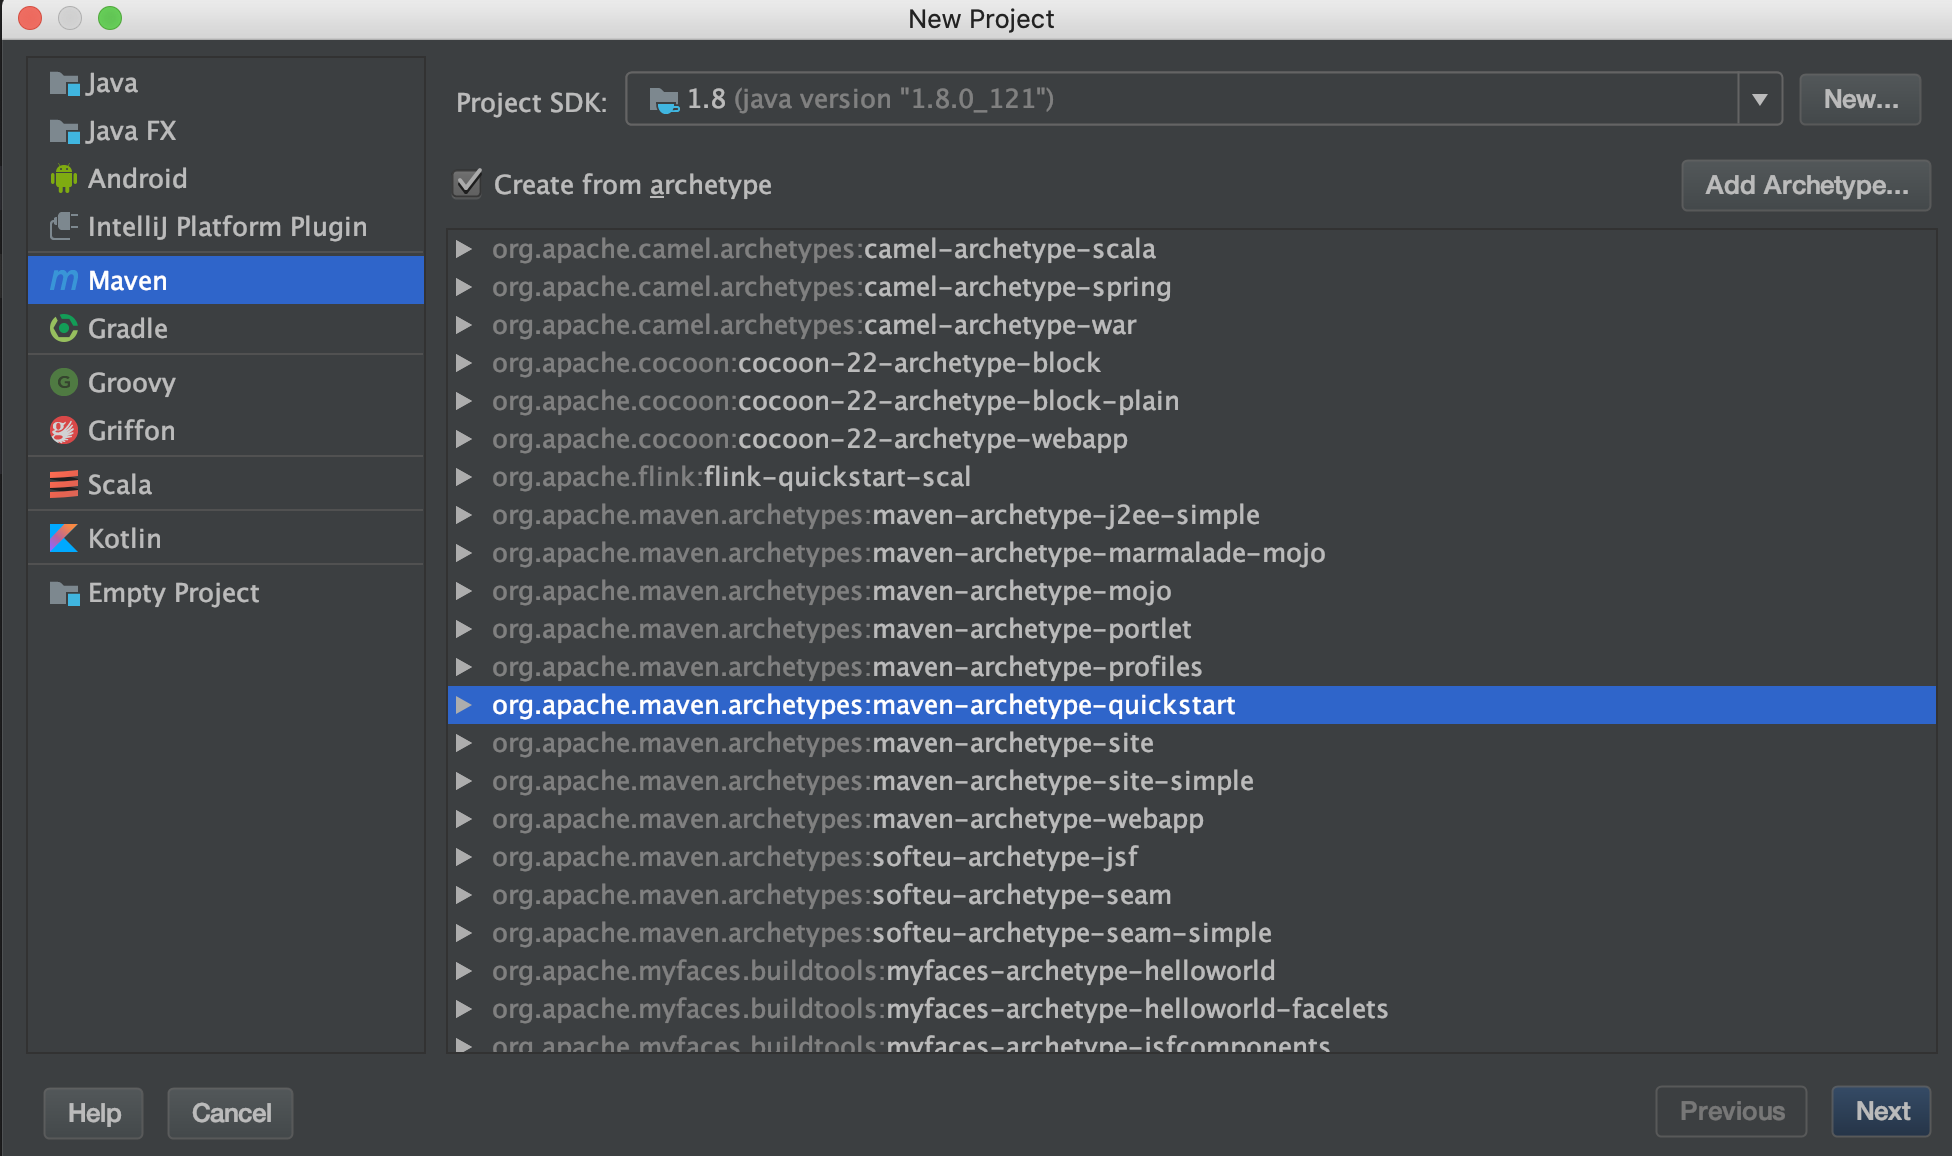 New Project
Java
Java FX
Android
IntelliJ Platform Plugin
Maven
Gradle
Groovy
Griffon
Scala
Kotlin
Empty Project
Project SDK: 1.8 (java version "1.8.0_121") New...
Create from archetype Add Archetype...
org.apache.camel.archetypes:camel-archetype-scala
org.apache.camel.archetypes:camel-archetype-spring
org.apache.camel.archetypes:camel-archetype-war
org.apache.cocoon:cocoon-22-archetype-block
org.apache.cocoon:cocoon-22-archetype-block-plain
org.apache.cocoon:cocoon-22-archetype-webapp
org.apache.flink:flink-quickstart-scal
org.apache.maven.archetypes:maven-archetype-j2ee-simple
org.apache.maven.archetypes:maven-archetype-marmalade-mojo
org.apache.maven.archetypes:maven-archetype-mojo
org.apache.maven.archetypes:maven-archetype-portlet
org.apache.maven.archetypes:maven-archetype-profiles
org.apache.maven.archetypes:maven-archetype-quickstart
org.apache.maven.archetypes:maven-archetype-site
org.apache.maven.archetypes:maven-archetype-site-simple
org.apache.maven.archetypes:maven-archetype-webapp
org.apache.maven.archetypes:softeu-archetype-jsf
org.apache.maven.archetypes:softeu-archetype-seam
org.apache.maven.archetypes:softeu-archetype-seam-simple
org.apache.myfaces.buildtools:myfaces-archetype-helloworld
org.apache.myfaces.buildtools:myfaces-archetype-helloworld-facelets
org.apache.myfaces.buildtools:myfaces-archetype-jsfcomponents
Help Cancel Previous Next